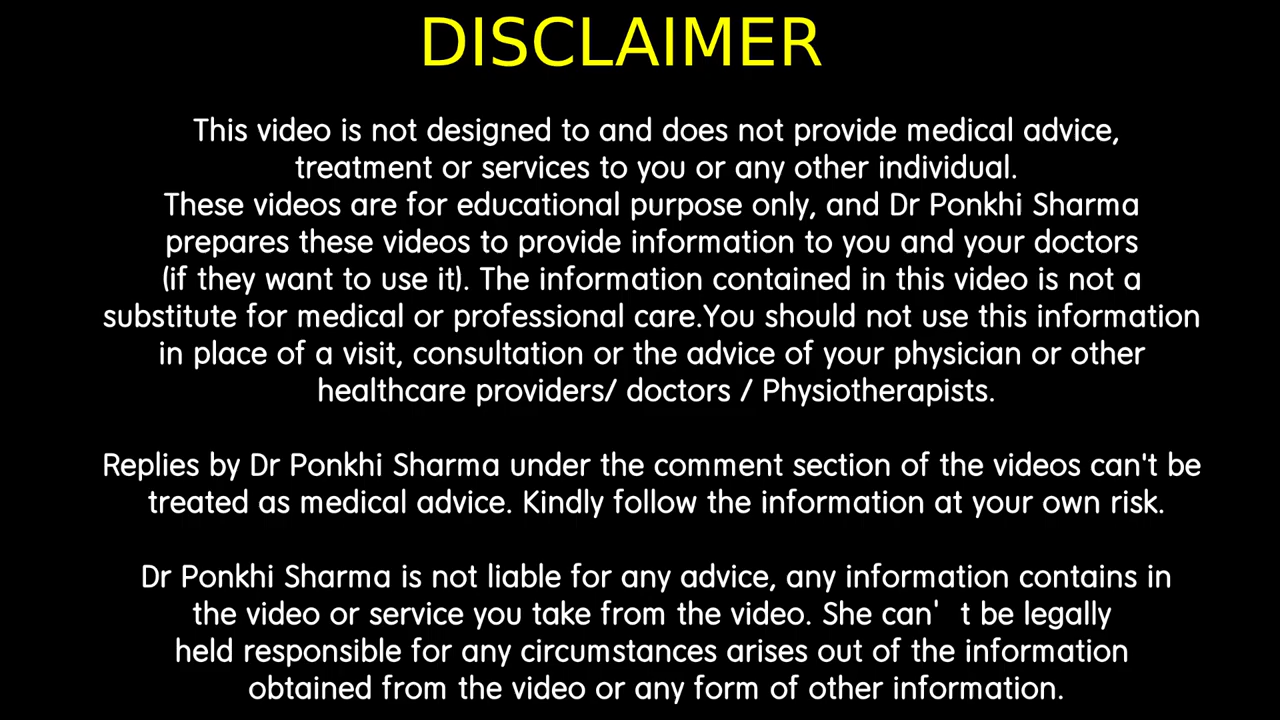 DISCLAIMER
This video is not designed to and does not provide medical advice,
treatment or services to you or any other individual.
These videos are for educational purpose only, and Dr Ponkhi Sharma
prepares these videos to provide information to you and your doctors
(if they want to use it). The information contained in this video is not a
substitute for medical or professional care.You should not use this information
in place of a visit, consultation or the advice of your physician or other
healthcare providers/ doctors / Physiotherapists.
Replies by Dr Ponkhi Sharma under the comment section of the videos can't be
treated as medical advice. Kindly follow the information at your own risk.
Dr Ponkhi Sharma is not liable for any advice, any information contains in
the video or service you take from the video. She can' t be legally
held responsible for any circumstances arises out of the information
obtained from the video or any form of other information.